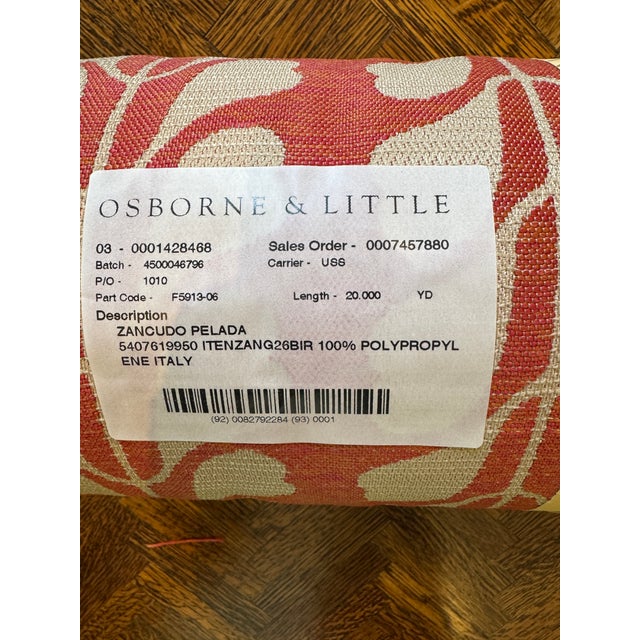 OSBORNE & LITTLE
03 - 0001428468 Sales Order - 0007457880
Batch - 4500046796 Carrier - USS
P/O - 1010
Part Code - F5913-06 Length - 20.000 YD
Description
ZANCUDO PELADA
5407619950 ITENZANG26BIR 100% POLYPROPYL
ENE ITALY
(92) 0082792284 (93) 0001